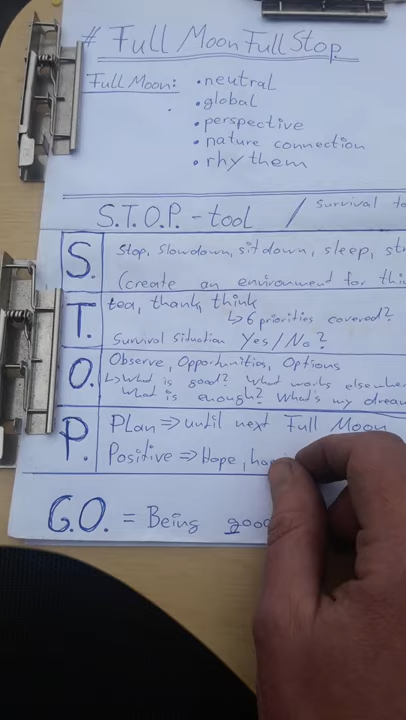 # Full Moon Full Stop
Full Moon: • neutral
• global
• perspective
• nature connection
• rhythem
S.T.O.P. - tool / survival
S. Stop, Slowdown, sit down, sleep,
(create an environment for
T. tea, thank, think
↳ 6 priorities covered?
Survival situation Yes/No?
O. Observe, Opportunities, Options
↳ What is good? What works
What is enough? What's my
P. Plan ⇒ until next Full Moon
Positive ⇒ Hope,
G.O. = Being